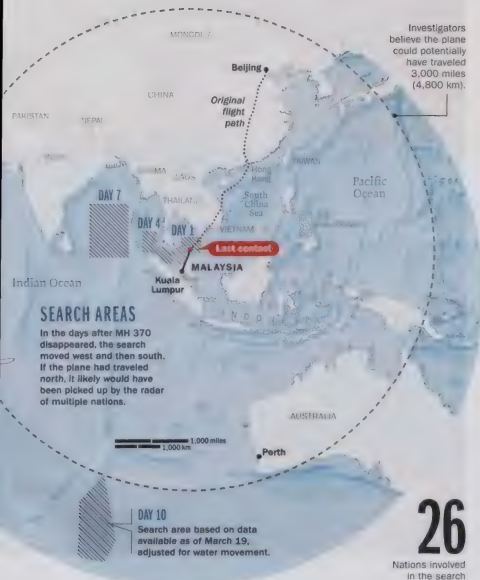 Investigators
believe the plane
could potentially
have traveled
3,000 miles
(4,800 km).
MONGOLIA
Beijing
CHINA
Original
flight
path
PAKISTAN
NEPAL
INDIA
LAOS
Hong
Kong
TAIWAN
Pacific
Ocean
THAILAND
South
China
Sea
VIETNAM
DAY 7
DAY 4
DAY 1
Last contact
MALAYSIA
Kuala
Lumpur
Indian Ocean
INDO
SEARCH AREAS
In the days after MH 370
disappeared, the search
moved west and then south.
If the plane had traveled
north, it likely would have
been picked up by the radar
of multiple nations.
AUSTRALIA
1,000 miles
1,000 km
Perth
DAY 10
Search area based on data
available as of March 19,
adjusted for water movement.
26
Nations involved
in the search